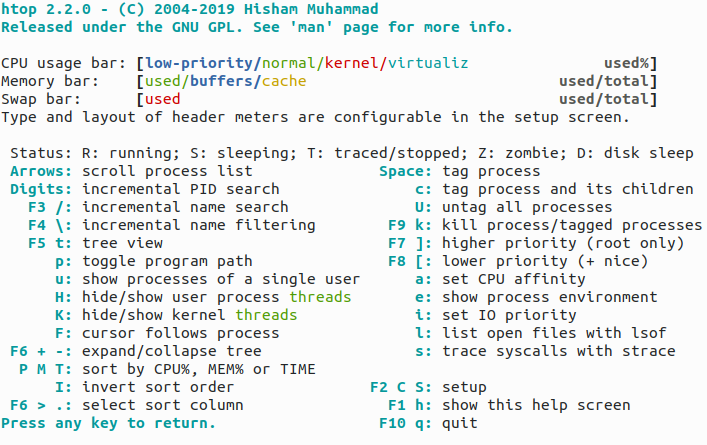 htop 2.2.0 - (C) 2004-2019 Hisham Muhammad
Released under the GNU GPL. See 'man' page for more info.

CPU usage bar: [low-priority/normal/kernel/virtualiz               used%]
Memory bar:    [used/buffers/cache                            used/total]
Swap bar:      [used                                          used/total]
Type and layout of header meters are configurable in the setup screen.

 Status: R: running; S: sleeping; T: traced/stopped; Z: zombie; D: disk sleep
 Arrows: scroll process list              Space: tag process
 Digits: incremental PID search               c: tag process and its children
   F3 /: incremental name search              U: untag all processes
   F4 \: incremental name filtering        F9 k: kill process/tagged processes
   F5 t: tree view                         F7 ]: higher priority (root only)
      p: toggle program path               F8 [: lower priority (+ nice)
      u: show processes of a single user      a: set CPU affinity
      H: hide/show user process threads       e: show process environment
      K: hide/show kernel threads             i: set IO priority
      F: cursor follows process               l: list open files with lsof
 F6 + -: expand/collapse tree                 s: trace syscalls with strace
  P M T: sort by CPU%, MEM% or TIME
      I: invert sort order               F2 C S: setup
 F6 > .: select sort column                F1 h: show this help screen
Press any key to return.                  F10 q: quit